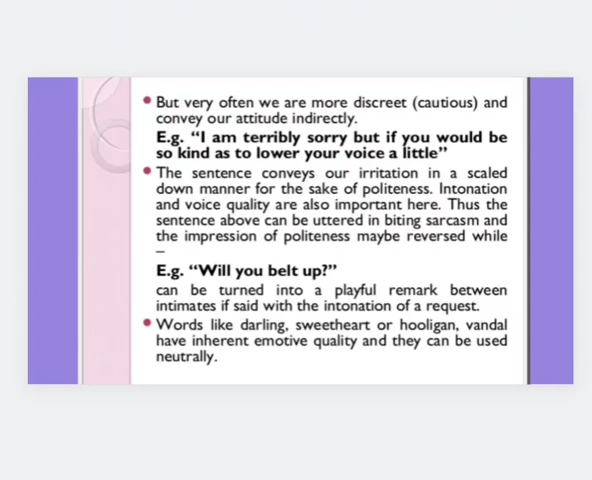 But very often we are more discreet (cautious) and
convey our attitude indirectly.
E.g. “I am terribly sorry but if you would be
so kind as to lower your voice a little”
The sentence conveys our irritation in a scaled
down manner for the sake of politeness. Intonation
and voice quality are also important here. Thus the
sentence above can be uttered in biting sarcasm and
the impression of politeness maybe reversed while
–
E.g. “Will you belt up?”
can be turned into a playful remark between
intimates if said with the intonation of a request.
Words like darling, sweetheart or hooligan, vandal
have inherent emotive quality and they can be used
neutrally.